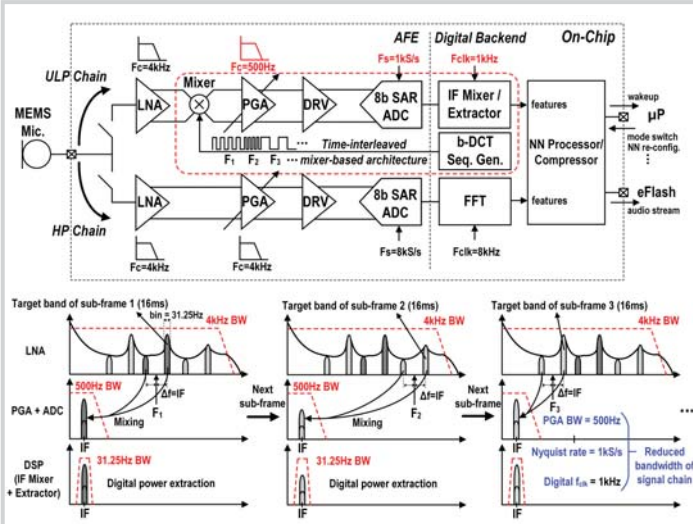 AFE
Digital Backend
On-Chip
Fc=4kHz
Fc=500Hz
Fs=1kS/s
Fclk=1kHz
ULP Chain
Mixer
LNA
PGA
DRV
8b SAR
ADC
IF Mixer /
Extractor
features
wakeup
µP
mode switch
NN re-config.
MEMS
Mic.
F1 F2 F3
Time-interleaved
mixer-based architecture
b-DCT
Seq. Gen.
NN Processor/
Compressor
LNA
PGA
DRV
8b SAR
ADC
FFT
features
eFlash
audio stream
HP Chain
Fc=4kHz
Fc=4kHz
Fs=8kS/s
Fclk=8kHz
Target band of sub-frame 1 (16ms)
bin = 31.25Hz
4kHz BW
Target band of sub-frame 2 (16ms)
4kHz BW
Target band of sub-frame 3 (16ms)
4kHz BW
LNA
500Hz BW
Δf=IF
F1
Mixing
PGA + ADC
IF
Next
sub-frame
500Hz BW
Δf=IF
F2
Mixing
IF
Next
sub-frame
Δf=IF
F3
PGA BW = 500Hz
IF
Nyquist rate = 1kS/s
Reduced
bandwidth of
signal chain
Digital fclk = 1kHz
DSP
(IF Mixer
+ Extractor)
31.25Hz BW
Digital power extraction
IF
31.25Hz BW
Digital power extraction
IF
IF